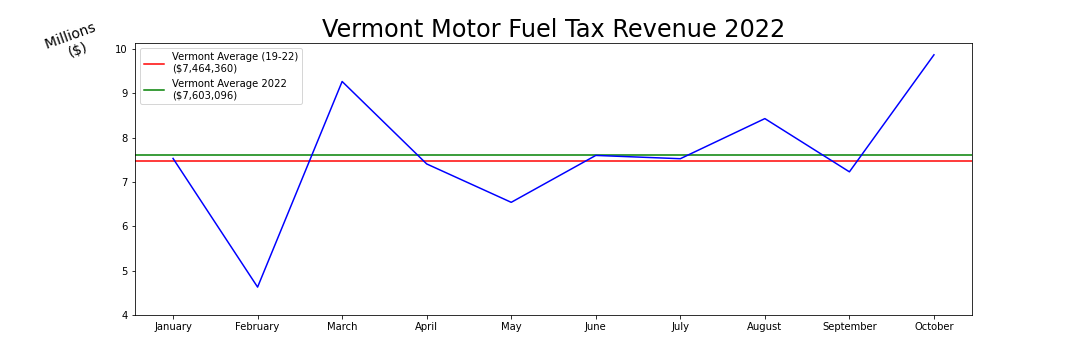 Vermont Motor Fuel Tax Revenue 2022
Millions
($)
Vermont Average (19-22)
($7,464,360)
Vermont Average 2022
($7,603,096)
10
9
8
7
6
5
4
January February March April May June July August September October